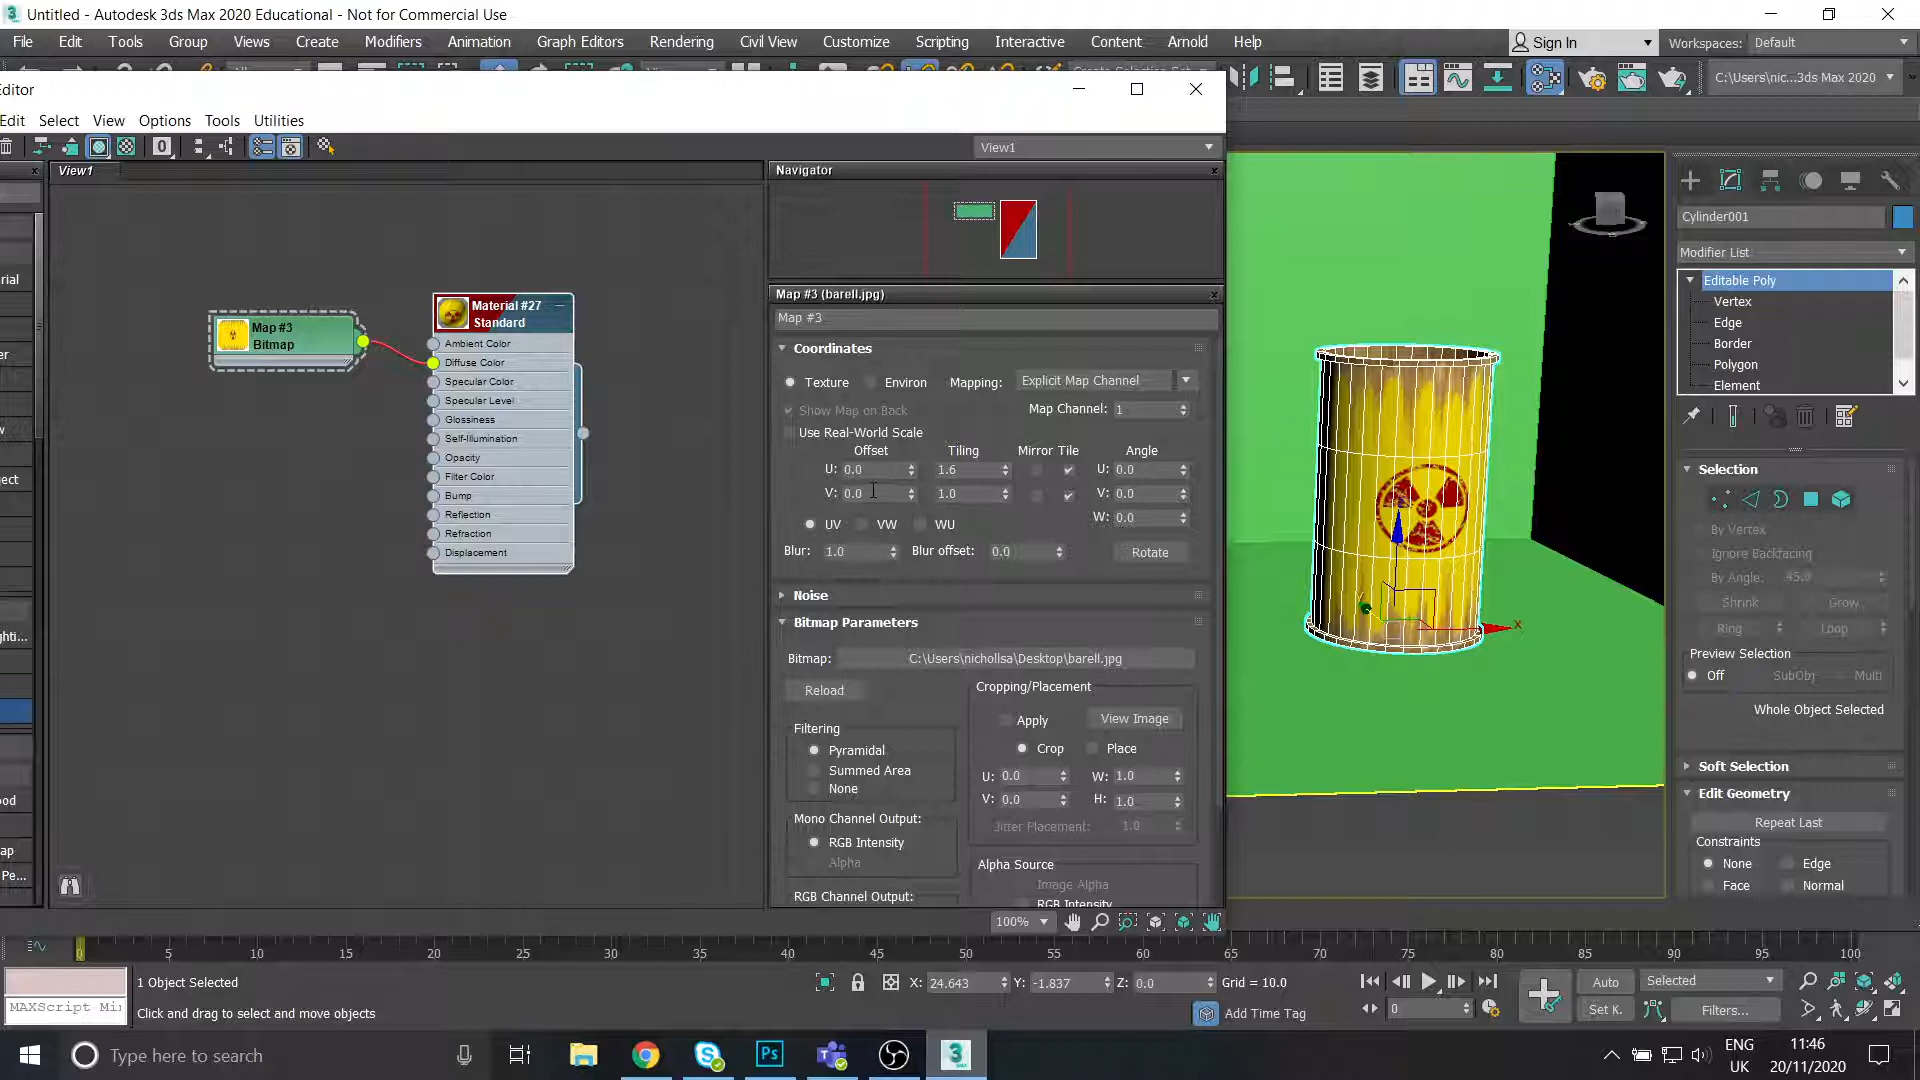 Untitled - Autodesk 3ds Max 2020 Educational - Not for Commercial Use
File Edit Tools Group Views Create Modifiers Animation Graph Editors Rendering Civil View Customize Scripting Interactive Content Arnold Help
Sign In
Workspaces: Default
C:\Users\nic...3ds Max 2020
Editor
Edit Select View Options Tools Utilities
View1
View1
Navigator
Map #3 (barell.jpg)
Map #3
Map #3
Bitmap
Material #27
Standard
Ambient Color
Diffuse Color
Specular Color
Specular Level
Glossiness
Self-Illumination
Opacity
Filter Color
Bump
Reflection
Refraction
Displacement
Coordinates
Texture Environ Mapping: Explicit Map Channel
Show Map on Back Map Channel: 1
Use Real-World Scale
Offset Tiling Mirror Tile Angle
U: 0.0 1.6 U: 0.0
V: 0.0 1.0 V: 0.0
W: 0.0
UV VW WU
Blur: 1.0 Blur offset: 0.0 Rotate
Noise
Bitmap Parameters
Bitmap: C:\Users\nichollsa\Desktop\barell.jpg
Reload
Cropping/Placement
Apply View Image
Crop Place
U: 0.0 W: 1.0
V: 0.0 H: 1.0
Jitter Placement: 1.0
Filtering
Pyramidal
Summed Area
None
Mono Channel Output:
RGB Intensity
Alpha
RGB Channel Output:
Alpha Source
Image Alpha
RGB Intensity
100%
x
Cylinder001
Modifier List
Editable Poly
Vertex
Edge
Border
Polygon
Element
Selection
By Vertex
Ignore Backfacing
By Angle: 45.0
Shrink Grow
Ring Loop
Preview Selection
Off SubObj Multi
Whole Object Selected
Soft Selection
Edit Geometry
Repeat Last
Constraints
None Edge
Face Normal
0 5 10 15 20 25 30 35 40 45 50 55 60 65 70 75 80 85 90 95 100
MAXScript Mi
1 Object Selected
Click and drag to select and move objects
X: 24.643 Y: -1.837 Z: 0.0 Grid = 10.0
Add Time Tag
0
Auto Selected
Set K. Filters...
Type here to search
Ps
3
ENG
UK
11:46
20/11/2020